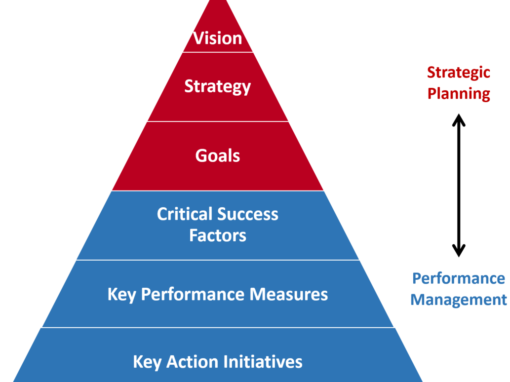 Vision
Strategy
Goals
Critical Success
Factors
Key Performance Measures
Key Action Initiatives
Strategic
Planning
Performance
Management